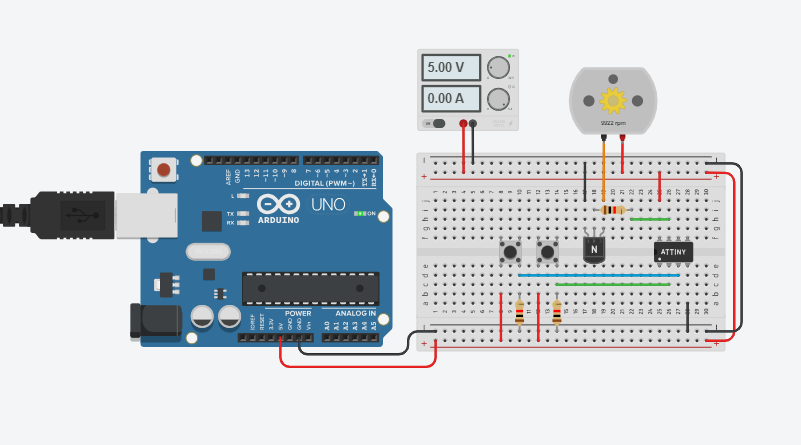 5.00 V
0.00 A
9922 rpm
AREF
GND
13
12
~11
~10
~9
8
7
~6
~5
4
~3
2
TX→1
RX←0
DIGITAL (PWM~)
L
TX
RX
UNO
ARDUINO
ON
N
ATTINY
POWER
ANALOG IN
IOREF
RESET
3.3V
5V
GND
GND
Vin
A0
A1
A2
A3
A4
A5